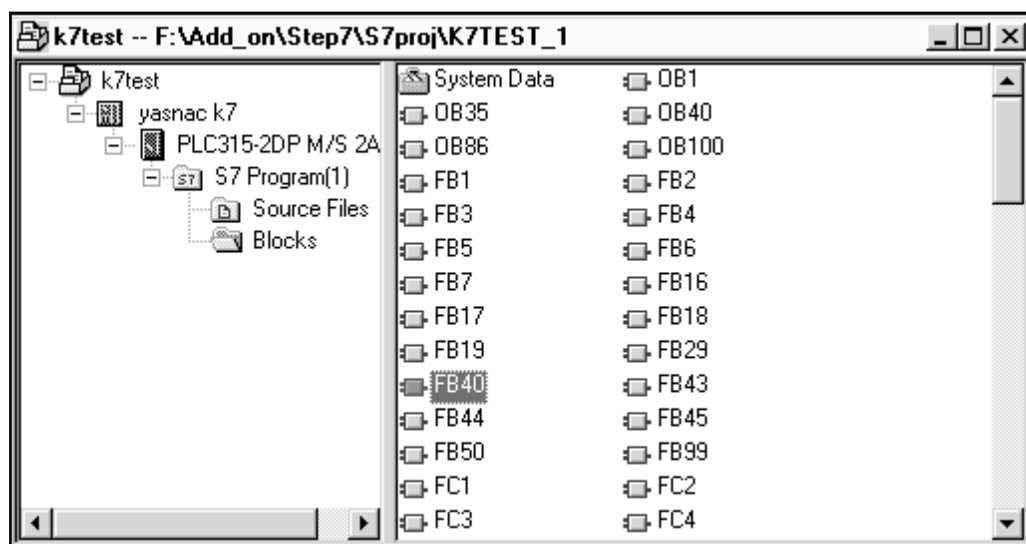 k7test -- F:\Add_on\Step7\S7proj\K7TEST_1
k7test
yasnac k7
PLC315-2DP M/S 2A
S7 Program(1)
Source Files
Blocks
System Data OB1
OB35 OB40
OB86 OB100
FB1 FB2
FB3 FB4
FB5 FB6
FB7 FB16
FB17 FB18
FB19 FB29
FB40 FB43
FB44 FB45
FB50 FB99
FC1 FC2
FC3 FC4